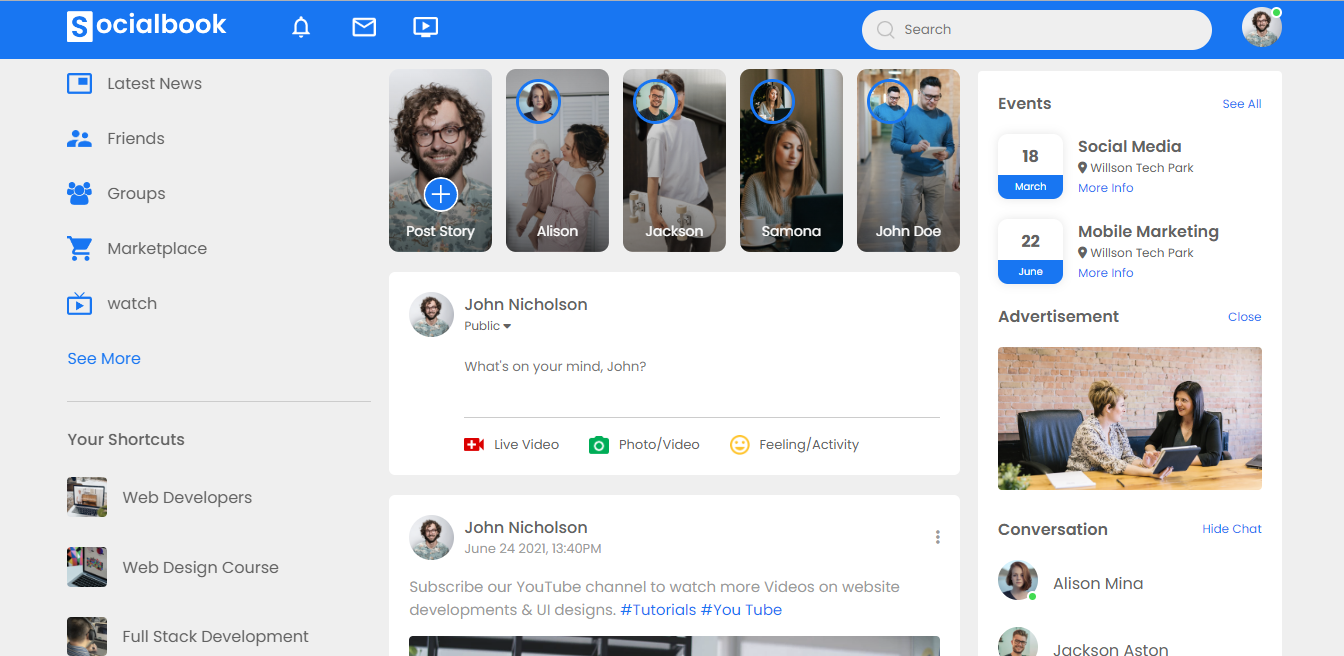 Socialbook
Search
Latest News
Friends
Groups
Marketplace
watch
See More
Your Shortcuts
Web Developers
Web Design Course
Full Stack Development
Post Story
Alison
Jackson
Samona
John Doe
John Nicholson
Public
What's on your mind, John?
Live Video
Photo/Video
Feeling/Activity
John Nicholson
June 24 2021, 13:40PM
Subscribe our YouTube channel to watch more Videos on website
developments & UI designs. #Tutorials #You Tube
Events
See All
18
March
Social Media
Willson Tech Park
More Info
22
June
Mobile Marketing
Willson Tech Park
More Info
Advertisement
Close
Conversation
Hide Chat
Alison Mina
Jackson Aston